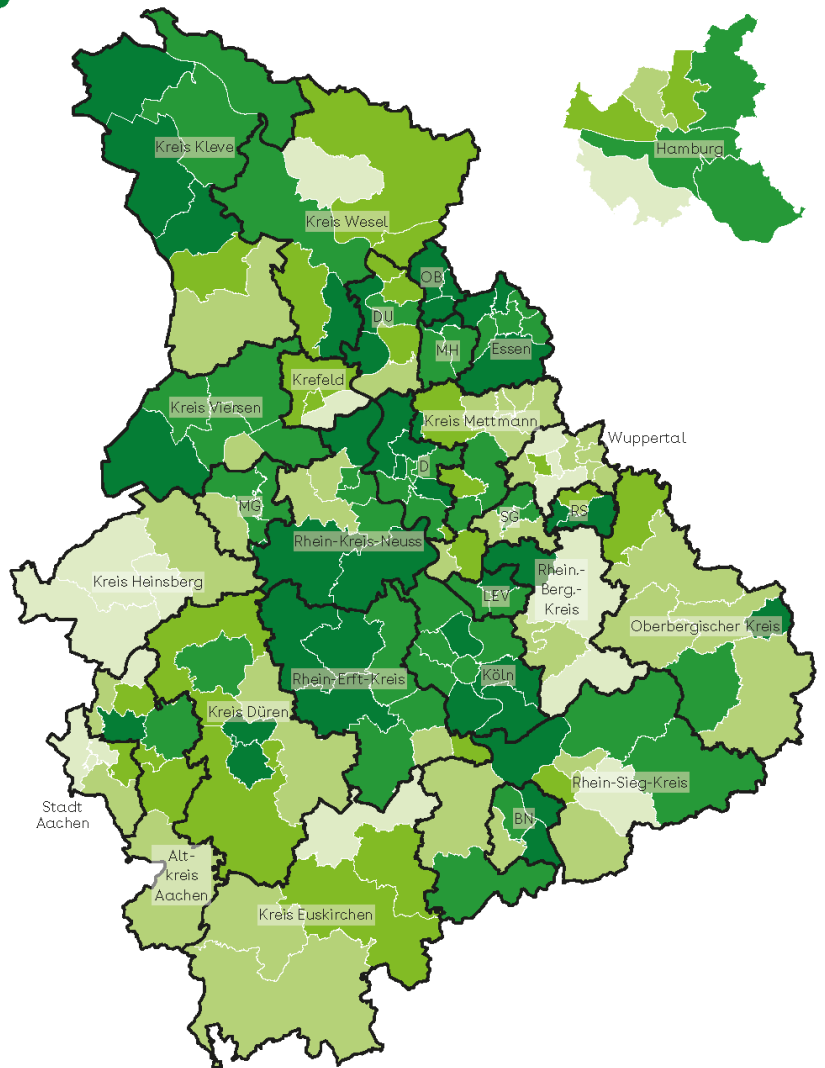 Hamburg
Kreis Kleve
Kreis Wesel
OB
DU
MH
Essen
Krefeld
Kreis Viersen
Kreis Mettmann
Wuppertal
D
MG
SG
RS
Rhein-Kreis-Neuss
Kreis Heinsberg
LEV
Rhein.-
Berg.-
Kreis
Oberbergischer Kreis
Rhein-Erft-Kreis
Köln
Kreis Düren
Rhein-Sieg-Kreis
Stadt
Aachen
BN
Alt-
kreis
Aachen
Kreis Euskirchen